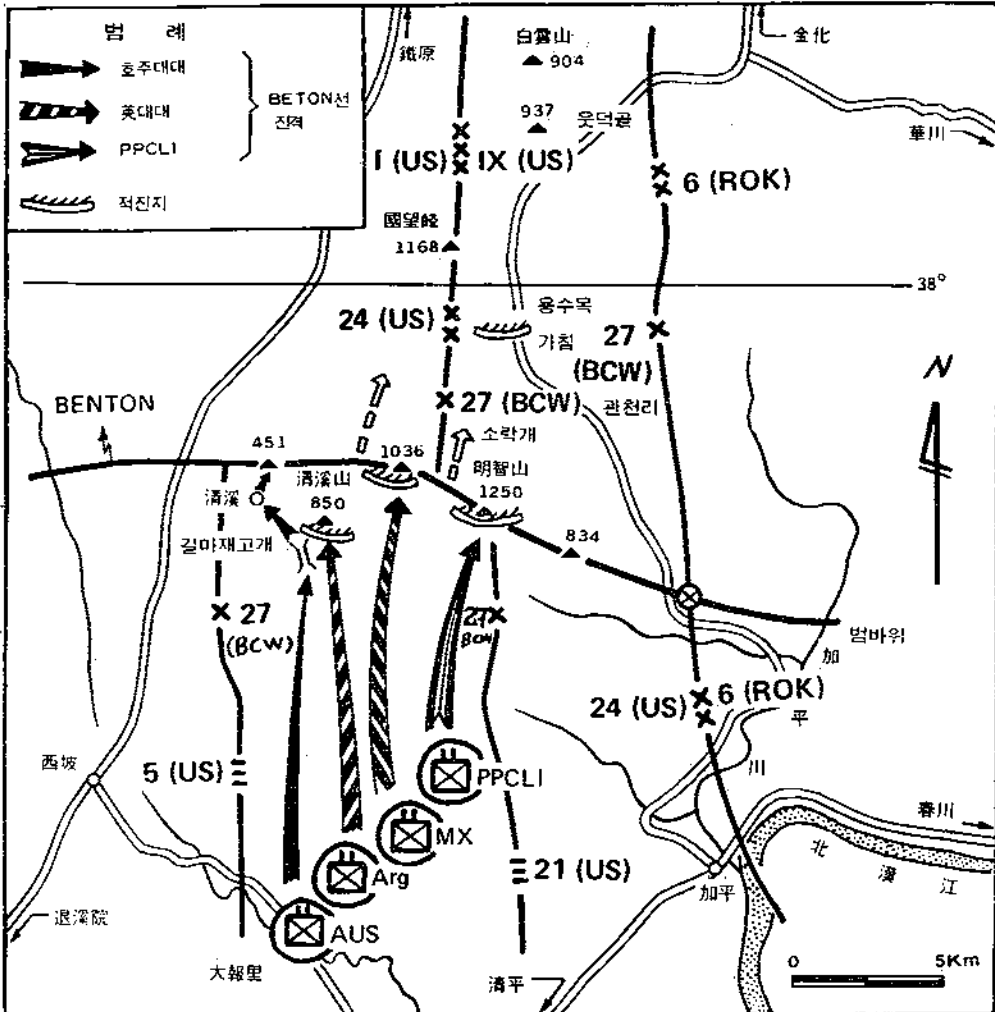 범 례
호주대대
英대대
PPCLI
BETON선
진격
적진지
鐵原
白雲山
904
金化
937
웃덕골
華川
I (US)
IX (US)
6 (ROK)
國望峰
1168
38°
24 (US)
용수목
가침
27
(BCW)
N
BENTON
27 (BCW)
관천리
소락개
451
1036
清溪山
850
明智山
1250
清溪
길마재고개
834
27
(BCW)
27
BCW
범바위
加
平
川
24 (US)
6 (ROK)
西坡
5 (US)
PPCLI
MX
春川
北
漢
江
Arg
21 (US)
加平
退溪院
AUS
大報里
清平
0
5Km